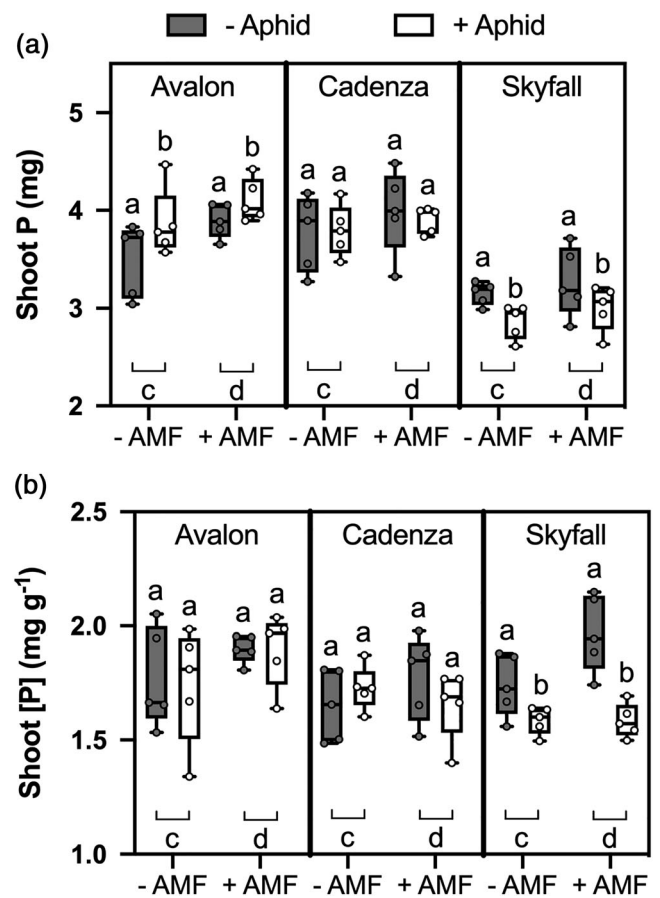 - Aphid + Aphid
(a)
Avalon Cadenza Skyfall
Shoot P (mg)
5
4
3
2
a b a b a a a a a b a b
c d c d c d
- AMF + AMF - AMF + AMF - AMF + AMF
(b)
Avalon Cadenza Skyfall
Shoot [P] (mg g⁻¹)
2.5
2.0
1.5
1.0
a a a a a a a a a b a b
c d c d c d
- AMF + AMF - AMF + AMF - AMF + AMF